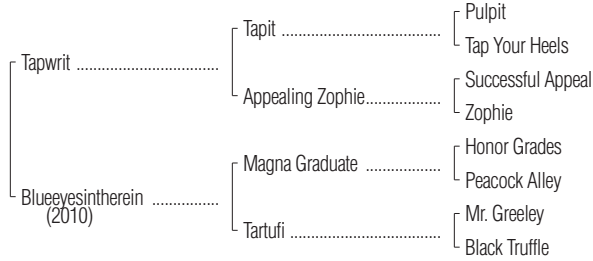 Pulpit
Tapit ........................................
Tap Your Heels
Tapwrit .....................................
Successful Appeal
Appealing Zophie....................
Zophie
Honor Grades
Magna Graduate ....................
Peacock Alley
Blueeyesintherein .................
(2010)
Mr. Greeley
Tartufi ........................................
Black Truffle